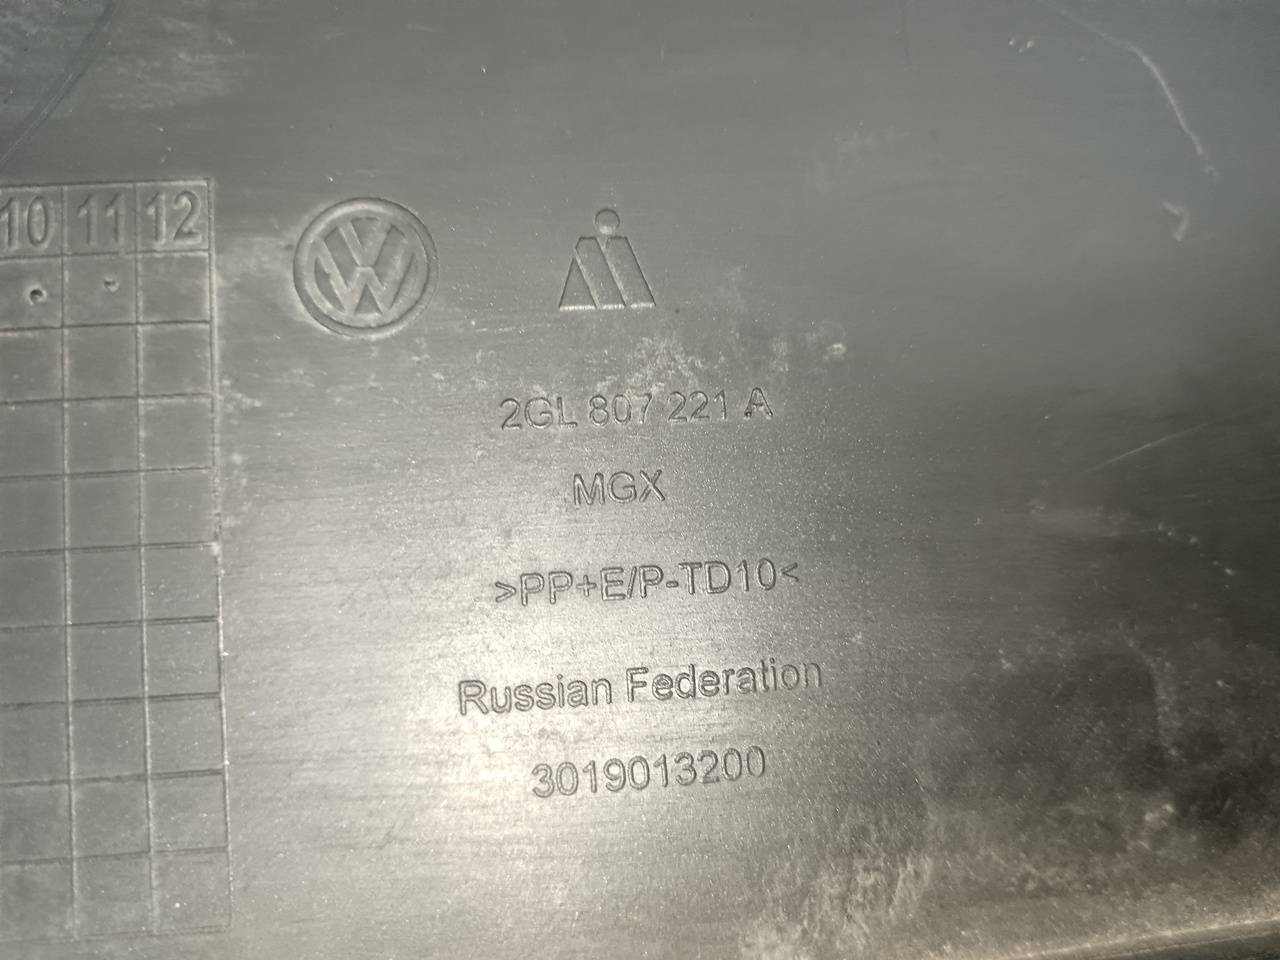 10 11 12
2GL 807 221 A
MGX
>PP+E/P-TD10<
Russian Federation
3019013200